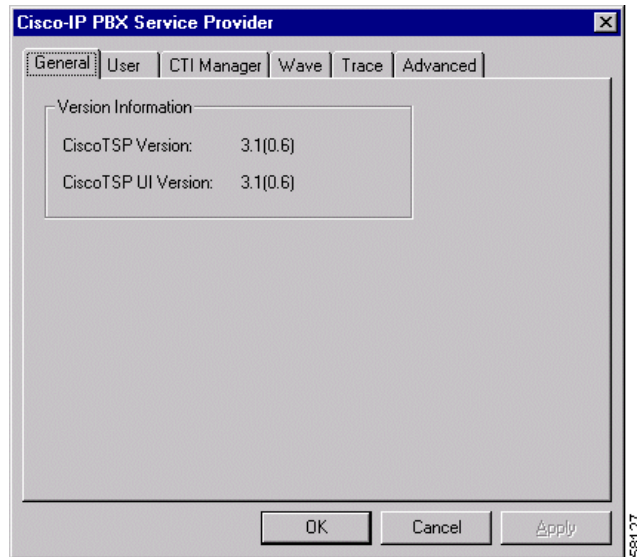 Cisco-IP PBX Service Provider
General User CTI Manager Wave Trace Advanced
Version Information
CiscoTSP Version: 3.1(0.6)
CiscoTSP UI Version: 3.1(0.6)
OK Cancel Apply